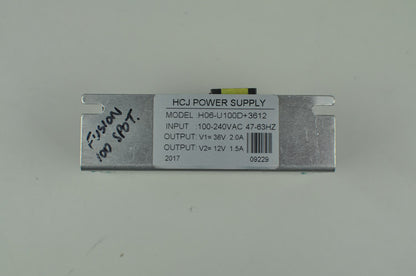 FUSION
100 SPOT.
HCJ POWER SUPPLY
MODEL H06-U100D+3612
INPUT 100-240VAC 47-63HZ
OUTPUT: V1= 36V 2.0A
OUTPUT: V2= 12V 1.5A
2017 09229